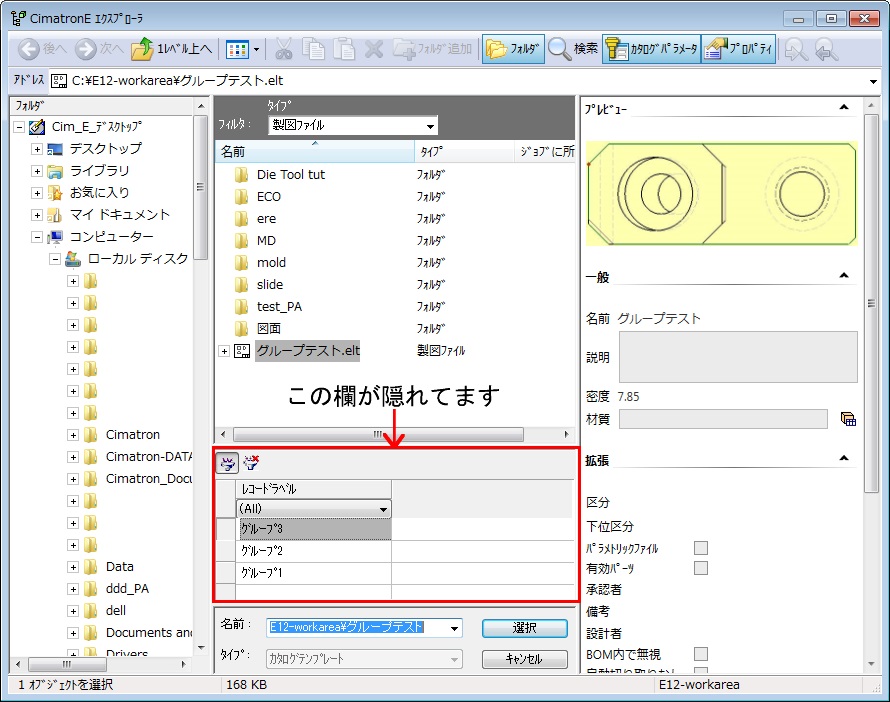 CimatronE ｴｸｽﾌﾟﾛｰﾗ
後へ 次へ 1ﾚﾍﾞﾙ上へ ﾌｫﾙﾀﾞ追加 ﾌｫﾙﾀﾞ 検索 ｶﾀﾛｸﾞﾊﾟﾗﾒｰﾀ ﾌﾟﾛﾊﾟﾃｨ
ｱﾄﾞﾚｽ C:¥E12-workarea¥グループテスト.elt
ﾌｫﾙﾀﾞ
Cim_E_ﾃﾞｽｸﾄｯﾌﾟ
デスクトップ
ライブラリ
お気に入り
マイ ドキュメント
コンピューター
ローカル ディスク
Cimatron
Cimatron-DATA
Cimatron_Docu
Data
ddd_PA
dell
Documents and
Drivers
ﾀｲﾌﾟ
ﾌｨﾙﾀ: 製図ﾌｧｲﾙ
名前 ﾀｲﾌﾟ ｼﾞｮﾌﾞに所
Die Tool tut ﾌｫﾙﾀﾞ
ECO ﾌｫﾙﾀﾞ
ere ﾌｫﾙﾀﾞ
MD ﾌｫﾙﾀﾞ
mold ﾌｫﾙﾀﾞ
slide ﾌｫﾙﾀﾞ
test_PA ﾌｫﾙﾀﾞ
図面 ﾌｫﾙﾀﾞ
グループテスト.elt 製図ﾌｧｲﾙ
この欄が隠れてます
ﾚｺｰﾄﾞﾗﾍﾞﾙ
(All)
ｸﾞﾙｰﾌﾟ3
ｸﾞﾙｰﾌﾟ2
ｸﾞﾙｰﾌﾟ1
名前: E12-workarea¥グループテスト 選択
ﾀｲﾌﾟ: ｶﾀﾛｸﾞﾃﾝﾌﾟﾚｰﾄ ｷｬﾝｾﾙ
ﾌﾟﾚﾋﾞｭｰ
一般
名前 グループテスト
説明
密度 7.85
材質
拡張
区分
下位区分
ﾊﾟﾗﾒﾄﾘｯｸﾌｧｲﾙ
有効ﾊﾟｰﾂ
承認者
備考
設計者
BOM内で無視
1 ｵﾌﾞｼﾞｪｸﾄを選択 168 KB E12-workarea